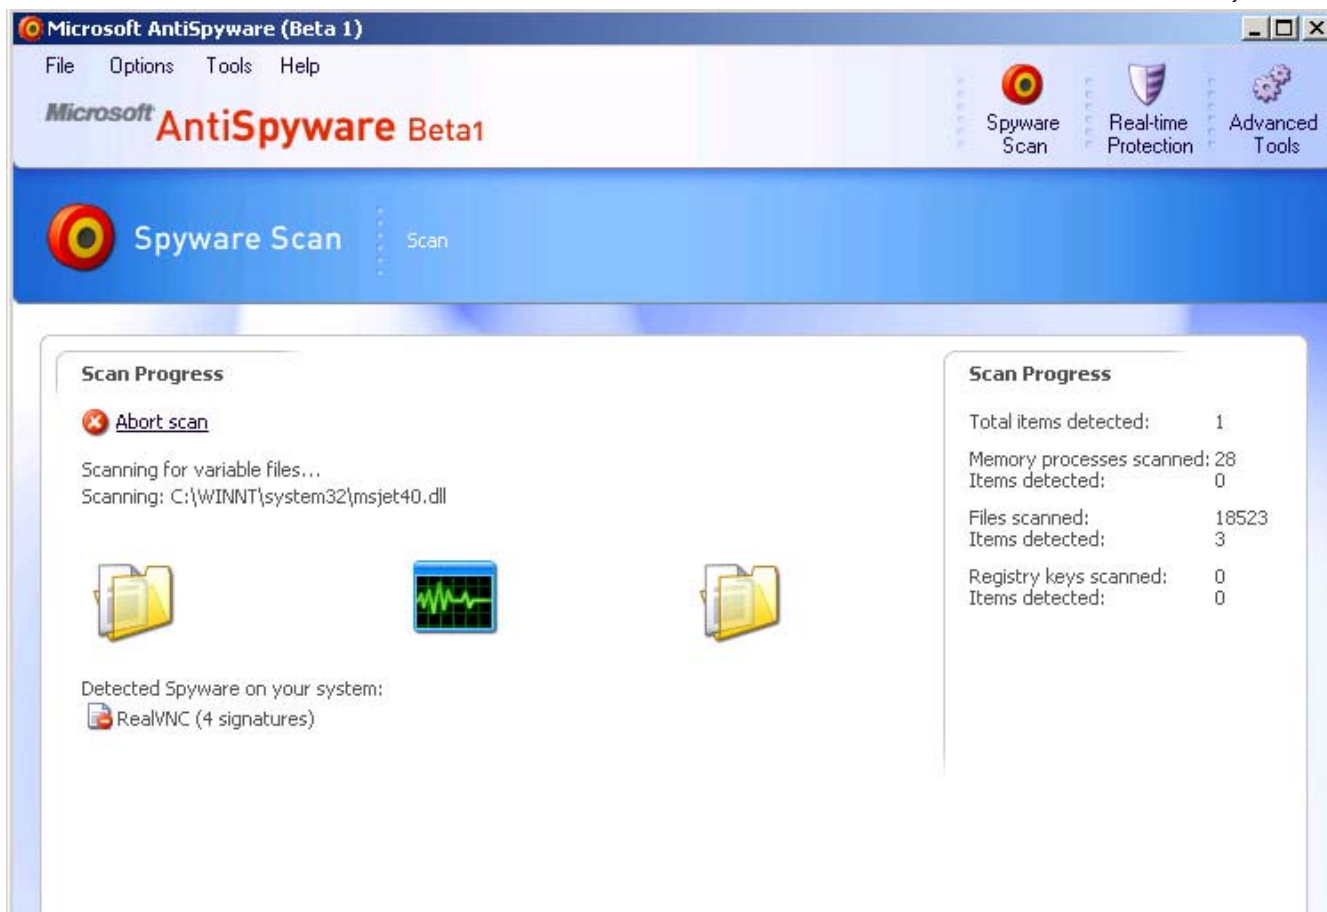 Microsoft AntiSpyware (Beta 1)
File Options Tools Help
Microsoft AntiSpyware Beta1
Spyware Scan
Real-time Protection
Advanced Tools
Spyware Scan
Scan
Scan Progress
Abort scan
Scanning for variable files...
Scanning: C:\WINNT\system32\msjet40.dll
Detected Spyware on your system:
RealVNC (4 signatures)
Scan Progress
Total items detected: 1
Memory processes scanned: 28
Items detected: 0
Files scanned: 18523
Items detected: 3
Registry keys scanned: 0
Items detected: 0